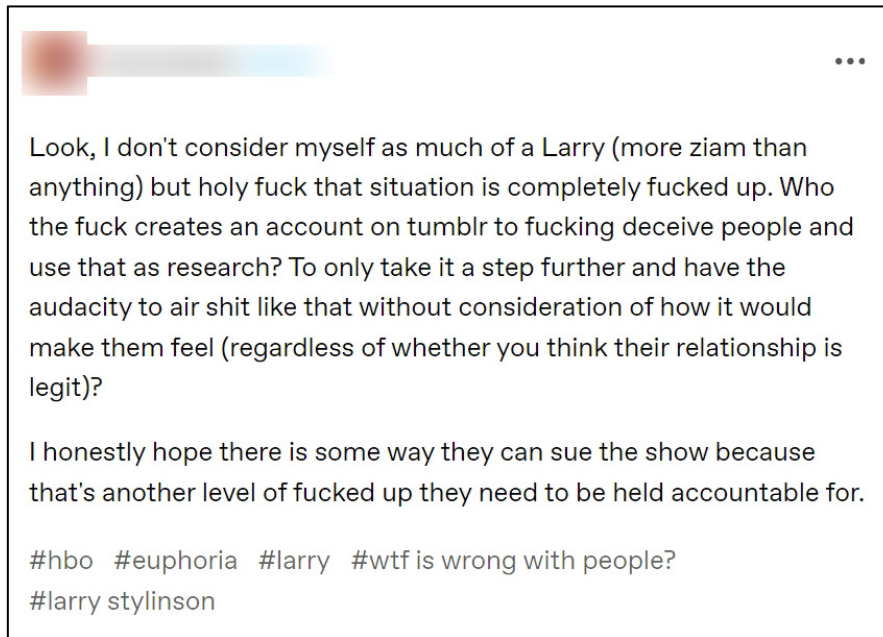 Look, I don't consider myself as much of a Larry (more ziam than
anything) but holy fuck that situation is completely fucked up. Who
the fuck creates an account on tumblr to fucking deceive people and
use that as research? To only take it a step further and have the
audacity to air shit like that without consideration of how it would
make them feel (regardless of whether you think their relationship is
legit)?
I honestly hope there is some way they can sue the show because
that's another level of fucked up they need to be held accountable for.
#hbo #euphoria #larry #wtf is wrong with people?
#larry stylinson